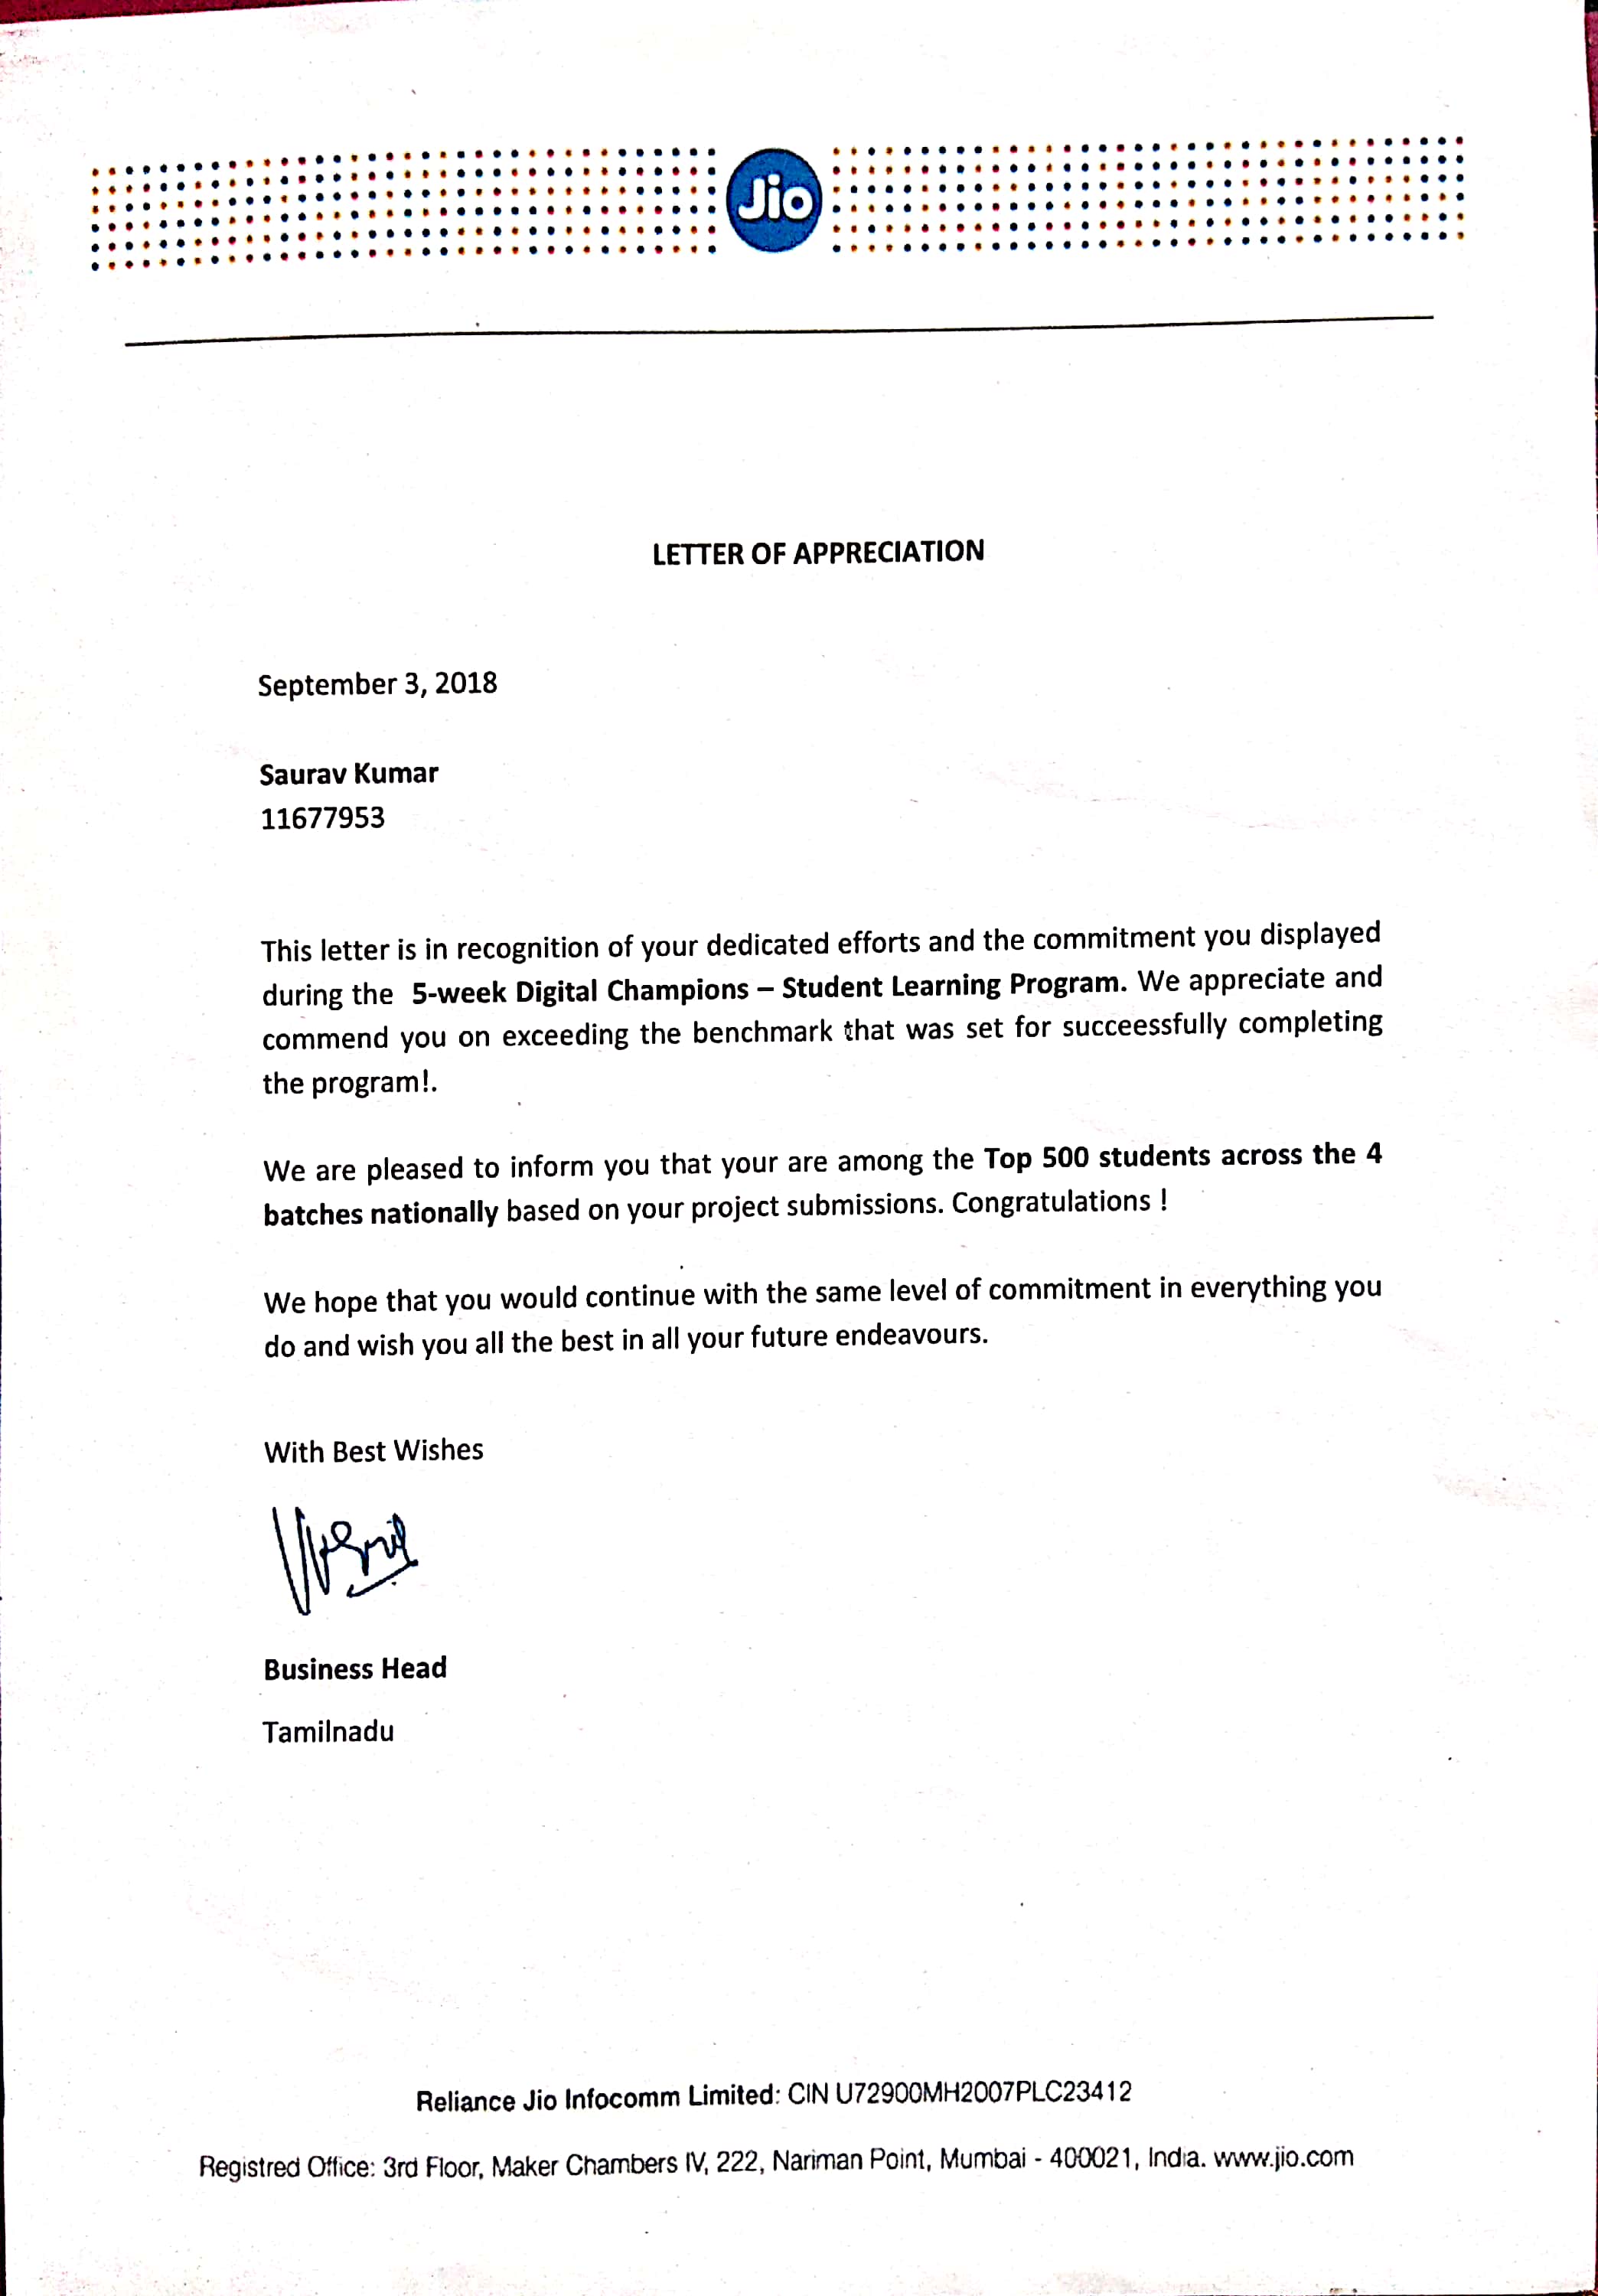 Jio
LETTER OF APPRECIATION
September 3, 2018
Saurav Kumar
11677953
This letter is in recognition of your dedicated efforts and the commitment you displayed
during the 5-week Digital Champions – Student Learning Program. We appreciate and
commend you on exceeding the benchmark that was set for succeessfully completing
the program!.
We are pleased to inform you that your are among the Top 500 students across the 4
batches nationally based on your project submissions. Congratulations !
We hope that you would continue with the same level of commitment in everything you
do and wish you all the best in all your future endeavours.
With Best Wishes
Business Head
Tamilnadu
Reliance Jio Infocomm Limited: CIN U72900MH2007PLC23412
Registred Office: 3rd Floor, Maker Chambers IV, 222, Nariman Point, Mumbai - 400021, India. www.jio.com